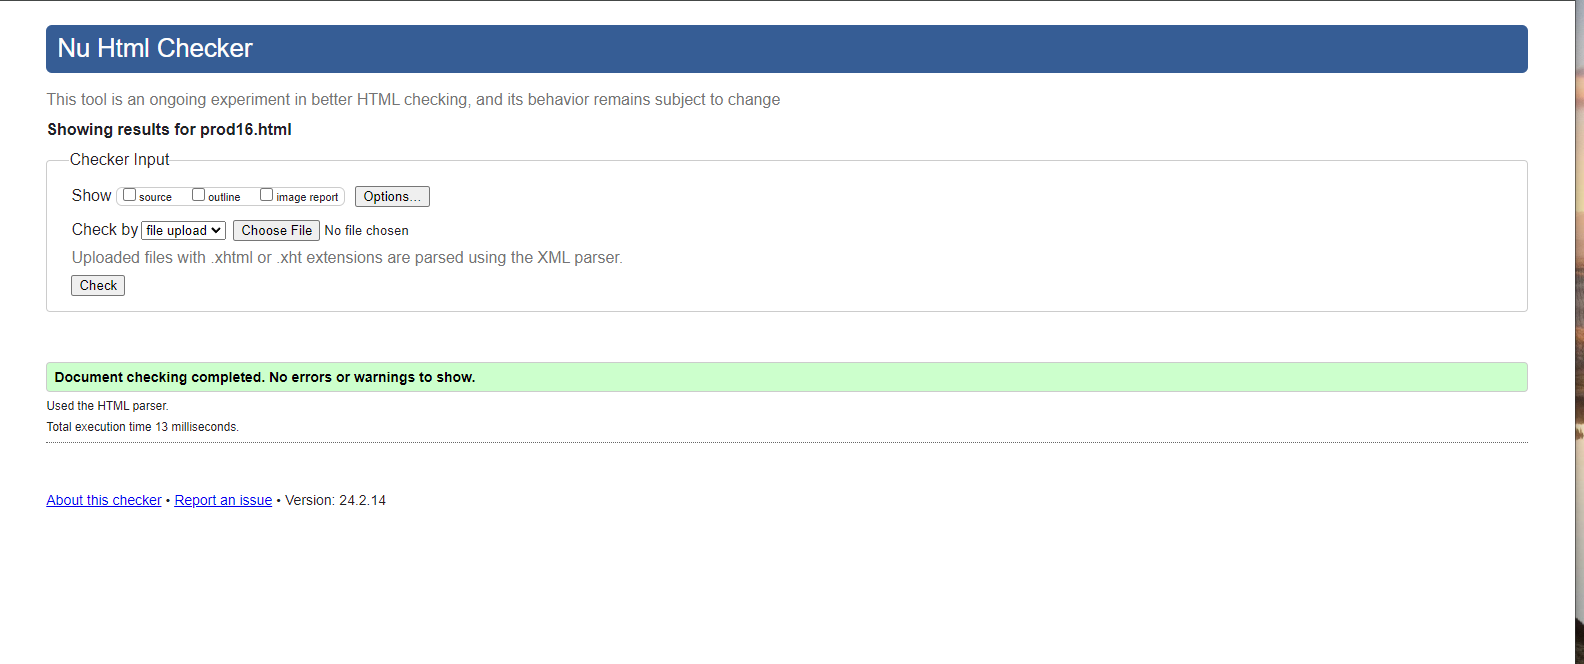 Nu Html Checker
This tool is an ongoing experiment in better HTML checking, and its behavior remains subject to change
Showing results for prod16.html
Checker Input
Show source outline image report Options...
Check by file upload Choose File No file chosen
Uploaded files with .xhtml or .xht extensions are parsed using the XML parser.
Check
Document checking completed. No errors or warnings to show.
Used the HTML parser.
Total execution time 13 milliseconds.
About this checker • Report an issue • Version: 24.2.14